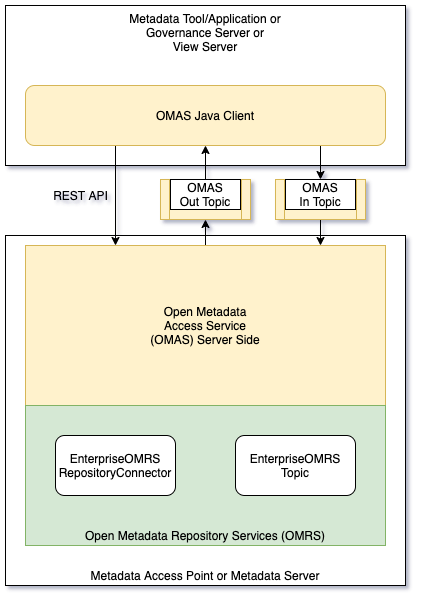 Metadata Tool/Application or
Governance Server or
View Server
OMAS Java Client
REST API
OMAS
Out Topic
OMAS
In Topic
Open Metadata
Access Service
(OMAS) Server Side
EnterpriseOMRS
RepositoryConnector
EnterpriseOMRS
Topic
Open Metadata Repository Services (OMRS)
Metadata Access Point or Metadata Server